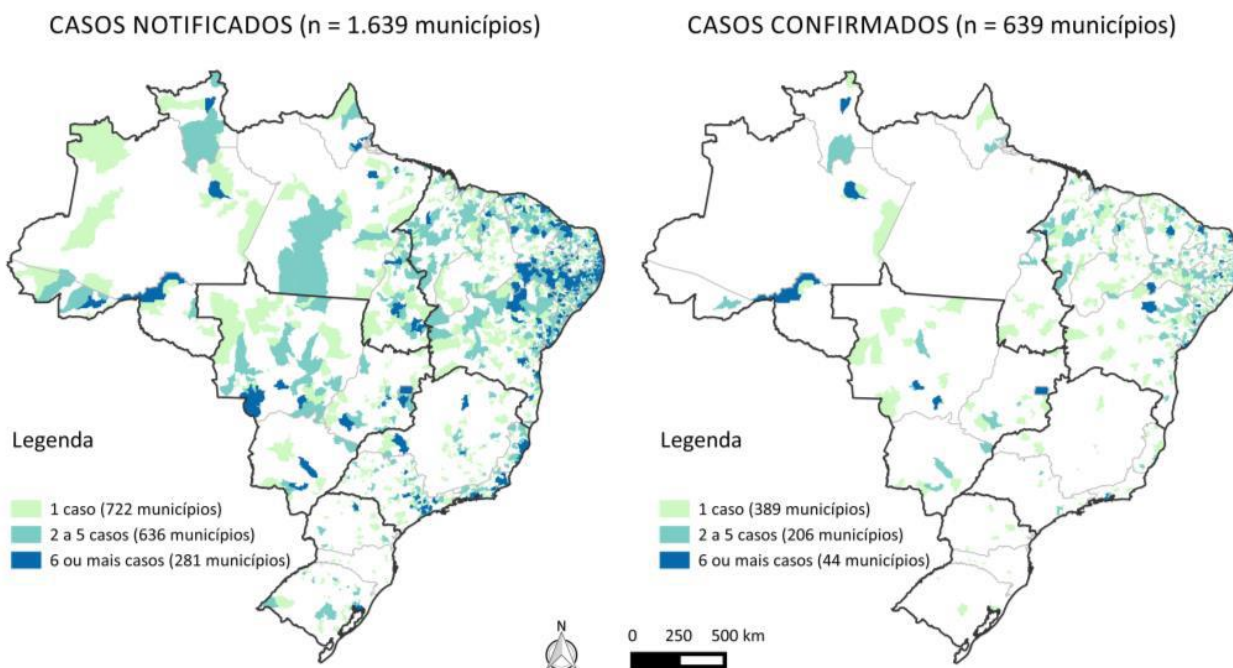 CASOS NOTIFICADOS (n = 1.639 municípios)
CASOS CONFIRMADOS (n = 639 municípios)
Legenda
1 caso (722 municípios)
2 a 5 casos (636 municípios)
6 ou mais casos (281 municípios)
Legenda
1 caso (389 municípios)
2 a 5 casos (206 municípios)
6 ou mais casos (44 municípios)
N
0 250 500 km